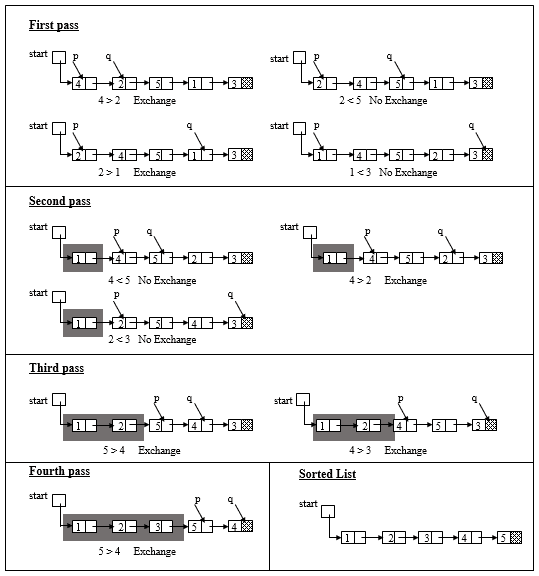 First pass
start p q
4 2 5 1 3
4 > 2 Exchange
start p q
2 4 5 1 3
2 < 5 No Exchange
start p q
2 4 5 1 3
2 > 1 Exchange
start p q
1 4 5 2 3
1 < 3 No Exchange
Second pass
start p q
1 4 5 2 3
4 < 5 No Exchange
start p q
1 4 5 2 3
4 > 2 Exchange
start p q
1 2 5 4 3
2 < 3 No Exchange
Third pass
start p q
1 2 5 4 3
5 > 4 Exchange
start p q
1 2 4 5 3
4 > 3 Exchange
Fourth pass
start p q
1 2 3 5 4
5 > 4 Exchange
Sorted List
start
1 2 3 4 5